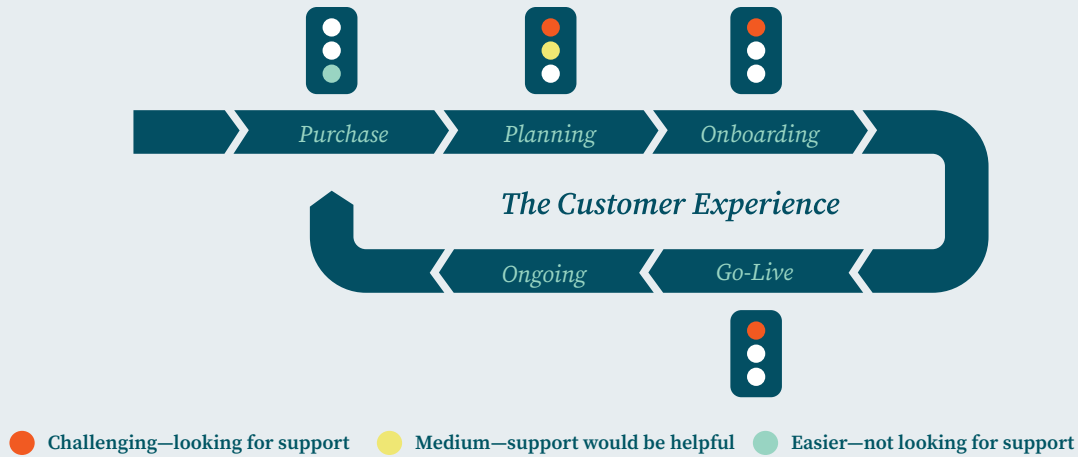 Purchase
Planning
Onboarding
The Customer Experience
Ongoing
Go-Live
Challenging—looking for support
Medium—support would be helpful
Easier—not looking for support